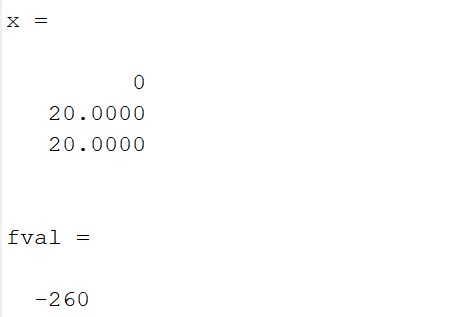 x =
0
20.0000
20.0000
fval =
-260